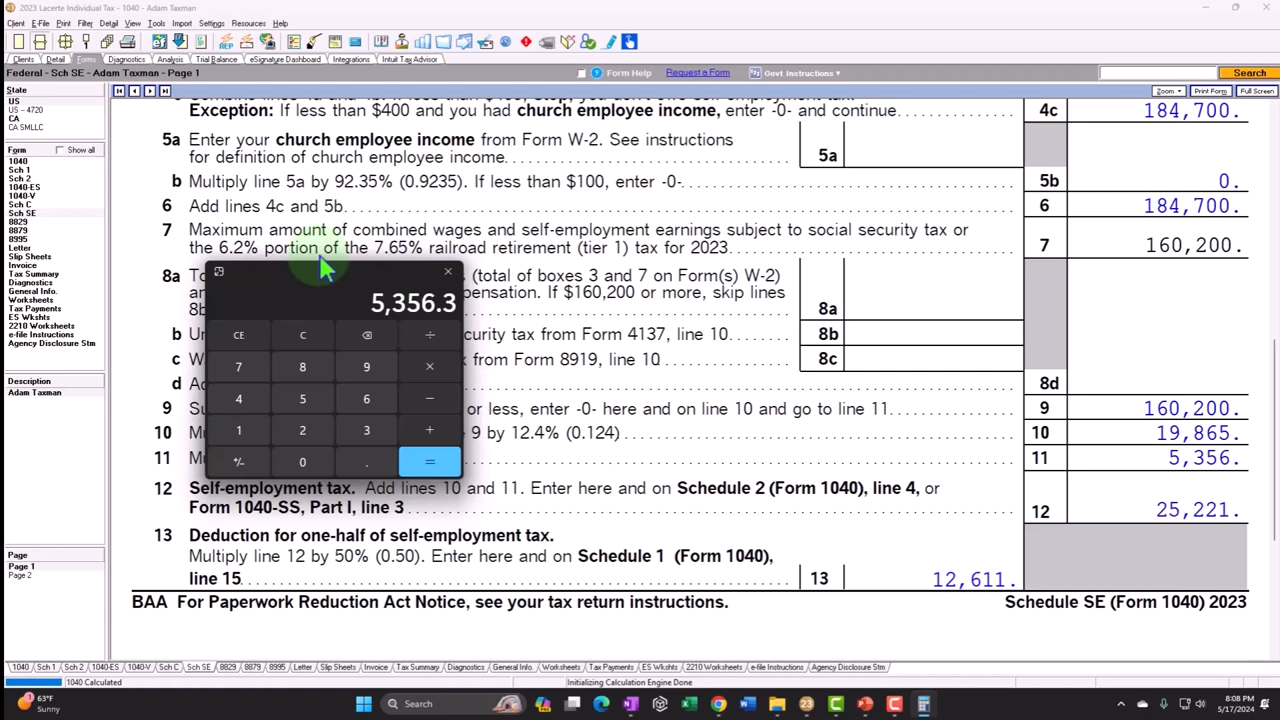 2023 Lacerte Individual Tax - 1040 - Adam Taxman
Client E-File Print Filter Detail View Tools Import Settings Resources Help
Clients Detail Forms Diagnostics Analysis Trial Balance eSignature Dashboard Integrations Intuit Tax Advisor
Federal - Sch SE - Adam Taxman - Page 1
Form Help Request a Form Govt Instructions Search
Zoom Print Form Full Screen
State
US
US - 4720
CA
CA SMLLC
Form Show all
1040
Sch 1
Sch 2
1040-ES
1040-V
Sch C
Sch SE
8829
8879
8995
Letter
Slip Sheets
Invoice
Tax Summary
Diagnostics
General Info.
Worksheets
Tax Payments
ES Wkshts
2210 Worksheets
e-file Instructions
Agency Disclosure Stm
Description
Adam Taxman
Page
Page 1
Page 2
Exception: If less than $400 and you had church employee income, enter -0- and continue 4c 184,700.
5a Enter your church employee income from Form W-2. See instructions
for definition of church employee income 5a
b Multiply line 5a by 92.35% (0.9235). If less than $100, enter -0- 5b 0.
6 Add lines 4c and 5b 6 184,700.
7 Maximum amount of combined wages and self-employment earnings subject to social security tax or
the 6.2% portion of the 7.65% railroad retirement (tier 1) tax for 2023 7 160,200.
8a (total of boxes 3 and 7 on Form(s) W-2)
If $160,200 or more, skip lines
8a
b tax from Form 4137, line 10 8b
c from Form 8919, line 10 8c
d 8d
9 or less, enter -0- here and on line 10 and go to line 11 9 160,200.
10 9 by 12.4% (0.124) 10 19,865.
11 11 5,356.
12 Self-employment tax. Add lines 10 and 11. Enter here and on Schedule 2 (Form 1040), line 4, or
Form 1040-SS, Part I, line 3 12 25,221.
13 Deduction for one-half of self-employment tax.
Multiply line 12 by 50% (0.50). Enter here and on Schedule 1 (Form 1040),
line 15 13 12,611.
BAA For Paperwork Reduction Act Notice, see your tax return instructions. Schedule SE (Form 1040) 2023
5,356.3
CE C ÷
7 8 9 ×
4 5 6 −
1 2 3 +
+/- 0 . =
1040 Sch 1 Sch 2 1040-ES 1040-V Sch C Sch SE 8829 8879 8995 Letter Slip Sheets Invoice Tax Summary Diagnostics General Info. Worksheets Tax Payments ES Wkshts 2210 Worksheets e-file Instructions Agency Disclosure Stm
1040 Calculated Initializing Calculation Engine Done
63°F
Sunny
Search
8:08 PM
5/17/2024